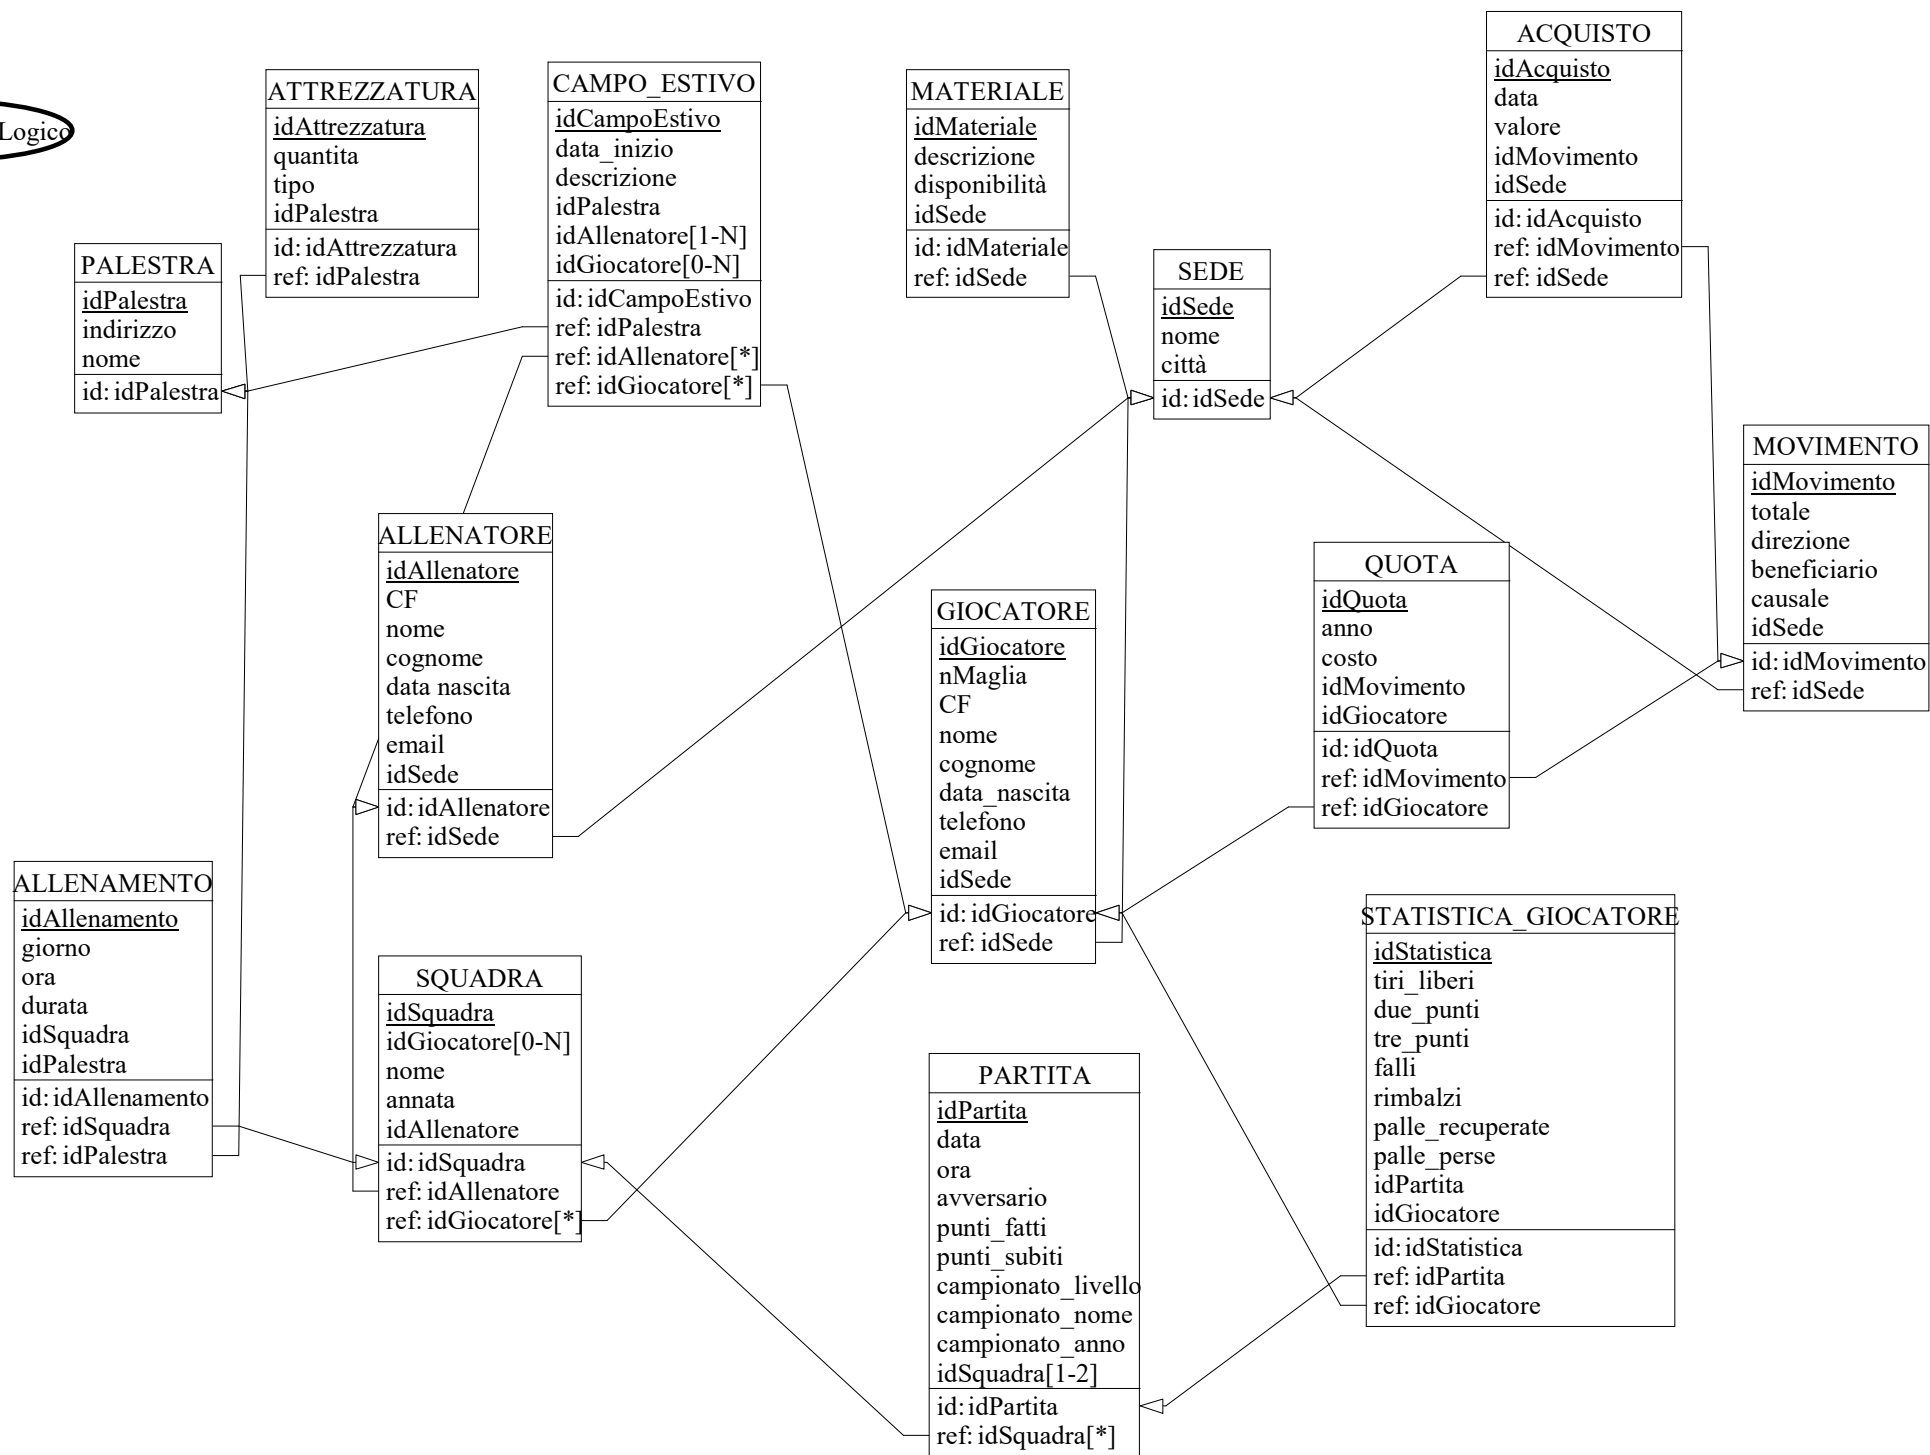 Logico
ATTREZZATURA
idAttrezzatura
quantita
tipo
idPalestra
id: idAttrezzatura
ref: idPalestra
CAMPO_ESTIVO
idCampoEstivo
data_inizio
descrizione
idPalestra
idAllenatore[1-N]
idGiocatore[0-N]
id: idCampoEstivo
ref: idPalestra
ref: idAllenatore[*]
ref: idGiocatore[*]
MATERIALE
idMateriale
descrizione
disponibilità
idSede
id: idMateriale
ref: idSede
ACQUISTO
idAcquisto
data
valore
idMovimento
idSede
id: idAcquisto
ref: idMovimento
ref: idSede
PALESTRA
idPalestra
indirizzo
nome
id: idPalestra
SEDE
idSede
nome
città
id: idSede
MOVIMENTO
idMovimento
totale
direzione
beneficiario
causale
idSede
id: idMovimento
ref: idSede
ALLENATORE
idAllenatore
CF
nome
cognome
data nascita
telefono
email
idSede
id: idAllenatore
ref: idSede
GIOCATORE
idGiocatore
nMaglia
CF
nome
cognome
data_nascita
telefono
email
idSede
id: idGiocatore
ref: idSede
QUOTA
idQuota
anno
costo
idMovimento
idGiocatore
id: idQuota
ref: idMovimento
ref: idGiocatore
ALLENAMENTO
idAllenamento
giorno
ora
durata
idSquadra
idPalestra
id: idAllenamento
ref: idSquadra
ref: idPalestra
SQUADRA
idSquadra
idGiocatore[0-N]
nome
annata
idAllenatore
id: idSquadra
ref: idAllenatore
ref: idGiocatore[*]
PARTITA
idPartita
data
ora
avversario
punti_fatti
punti_subiti
campionato_livello
campionato_nome
campionato_anno
idSquadra[1-2]
id: idPartita
ref: idSquadra[*]
STATISTICA_GIOCATORE
idStatistica
tiri_liberi
due_punti
tre_punti
falli
rimbalzi
palle_recuperate
palle_perse
idPartita
idGiocatore
id: idStatistica
ref: idPartita
ref: idGiocatore